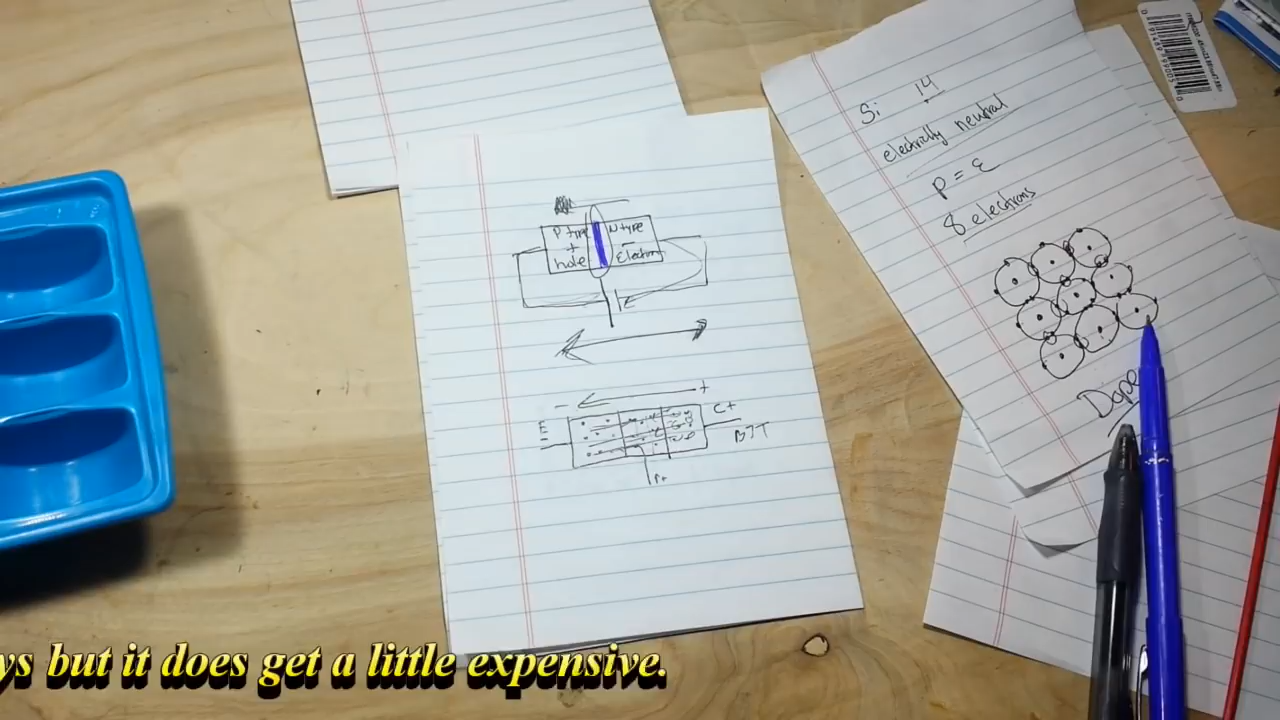 Si 14
electrically neutral
P = E
8 electrons
Dope
P type N type
+ -
hole Electron
- +
E C+
BJT
ys but it does get a little expensive.